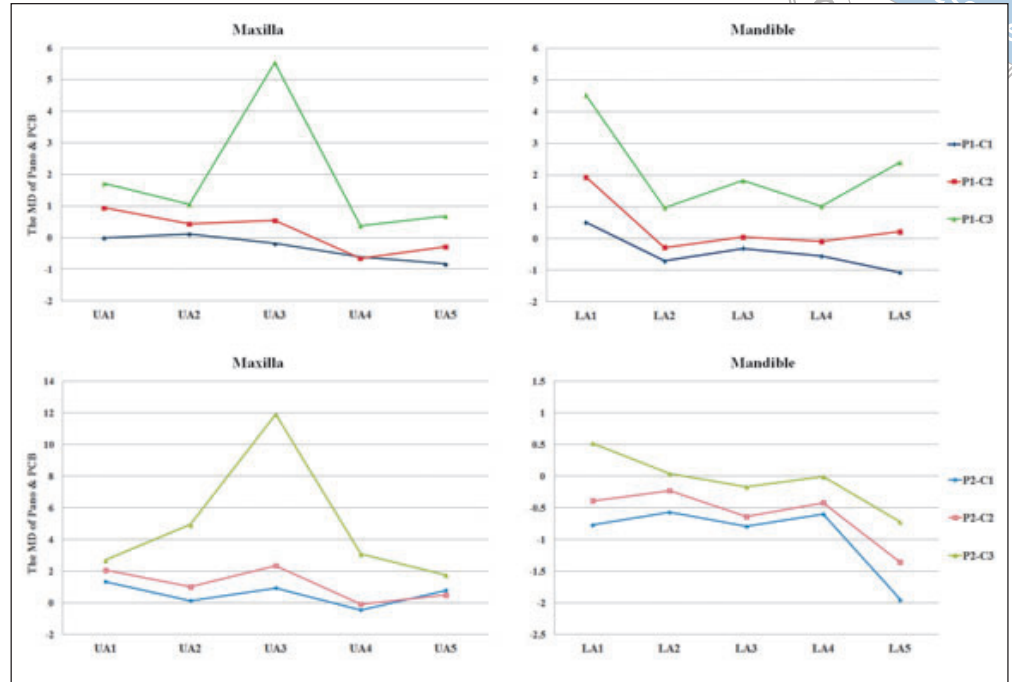 Maxilla
The MD of Pano & PCB
6
5
4
3
2
1
0
-1
-2
UA1 UA2 UA3 UA4 UA5
Mandible
6
5
4
3
2
1
0
-1
-2
LA1 LA2 LA3 LA4 LA5
P1-C1
P1-C2
P1-C3
Maxilla
The MD of Pano & PCB
14
12
10
8
6
4
2
0
-2
UA1 UA2 UA3 UA4 UA5
Mandible
1.5
1
0.5
0
-0.5
-1
-1.5
-2
-2.5
LA1 LA2 LA3 LA4 LA5
P2-C1
P2-C2
P2-C3